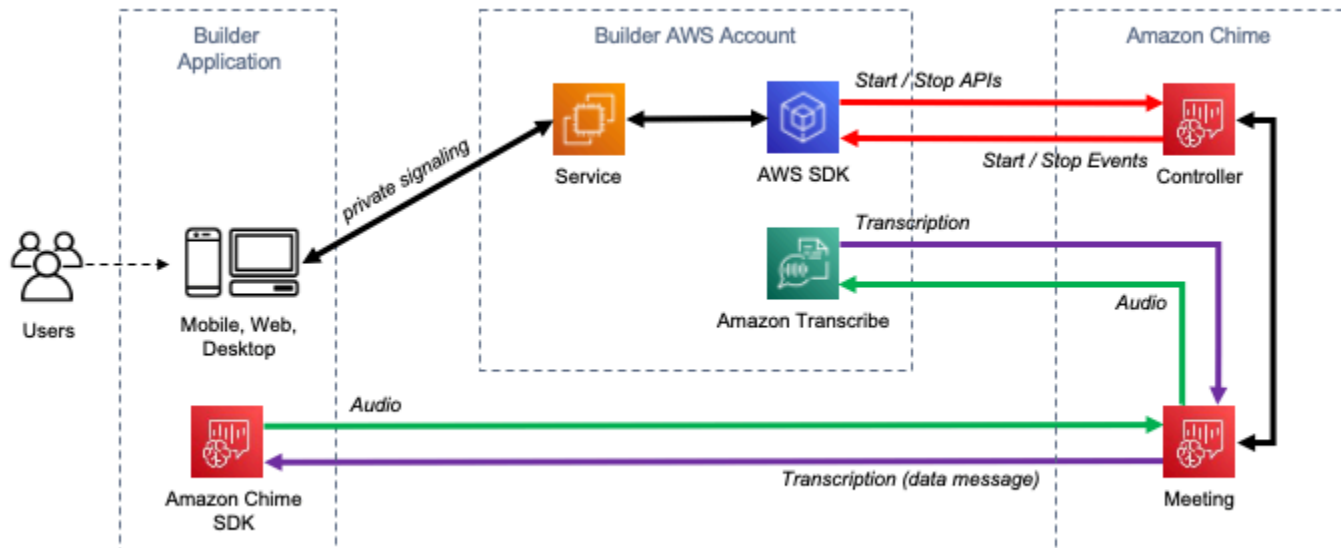 Builder
Application
Builder AWS Account
Amazon Chime
Start / Stop APIs
Start / Stop Events
private signaling
Service
AWS SDK
Controller
Transcription
Audio
Users
Mobile, Web,
Desktop
Amazon Transcribe
Audio
Transcription (data message)
Amazon Chime
SDK
Meeting